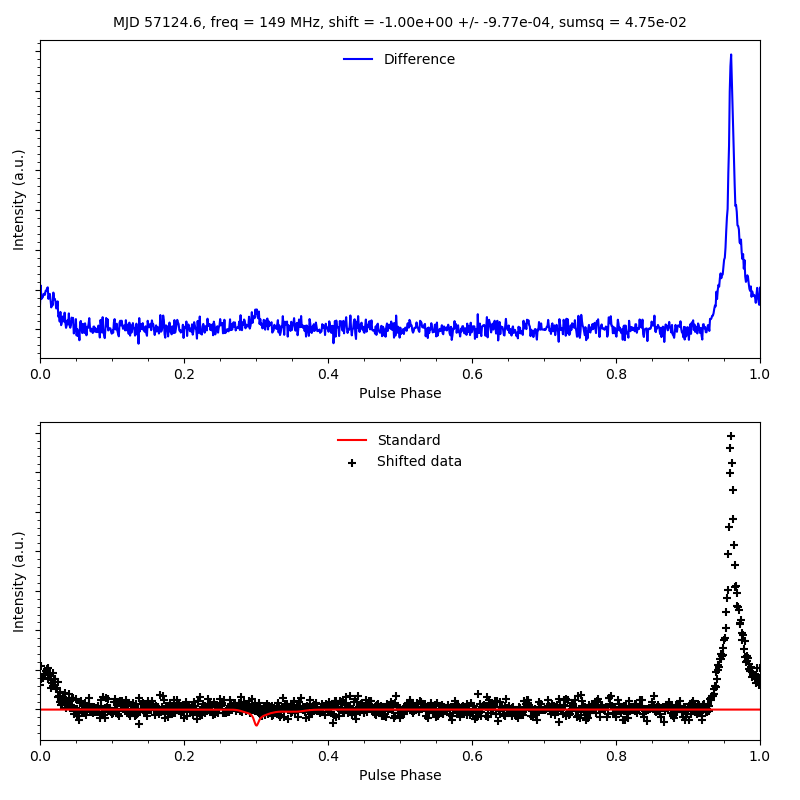 MJD 57124.6, freq = 149 MHz, shift = -1.00e+00 +/- -9.77e-04, sumsq = 4.75e-02
Difference
Intensity (a.u.)
0.0 0.2 0.4 0.6 0.8 1.0
Pulse Phase
Standard
Shifted data
Intensity (a.u.)
0.0 0.2 0.4 0.6 0.8 1.0
Pulse Phase